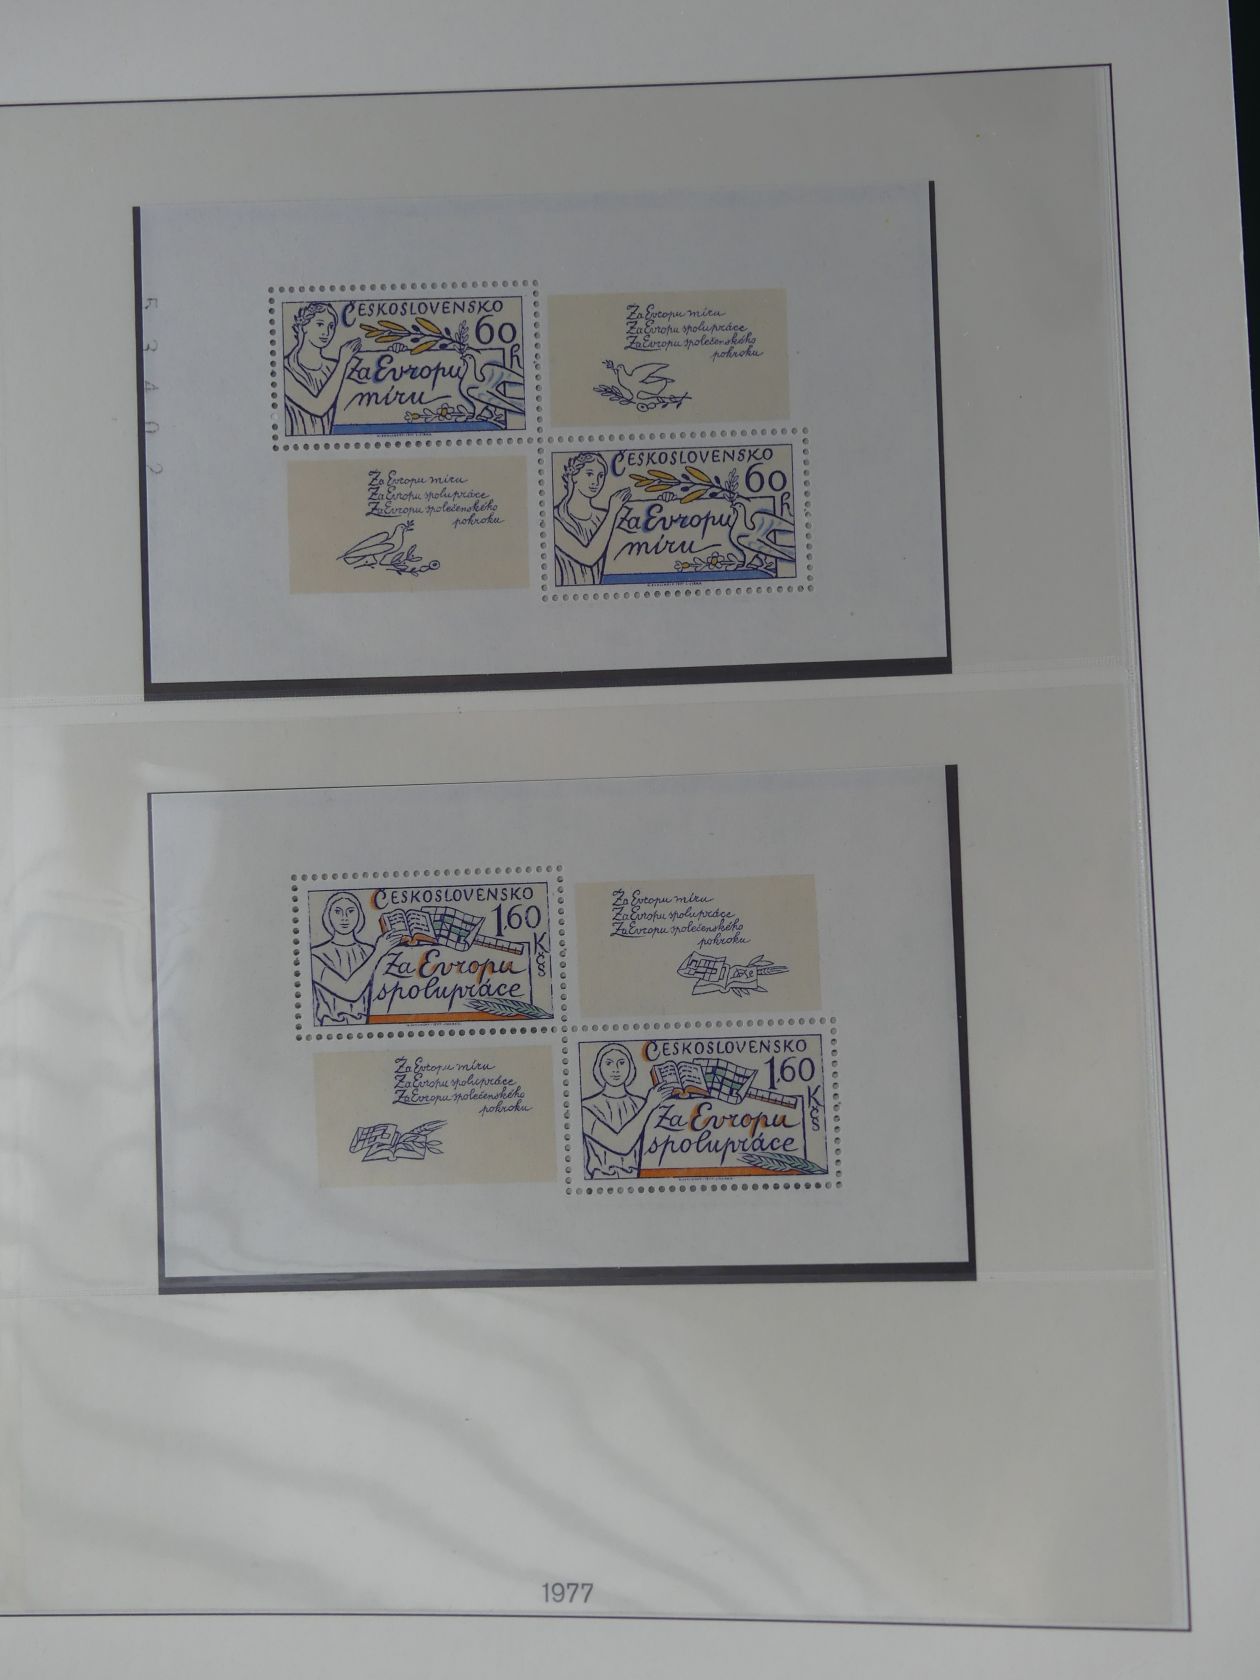 53402
ČESKOSLOVENSKO
60 h
Za Evropu
míru
Za Evropu míru
Za Evropu spolupráce
Za Evropu společenského
pokroku
Za Evropu míru
Za Evropu spolupráce
Za Evropu společenského
pokroku
ČESKOSLOVENSKO
60 h
Za Evropu
míru
ČESKOSLOVENSKO
1,60
Kčs
Za Evropu
spolupráce
Za Evropu míru
Za Evropu spolupráce
Za Evropu společenského
pokroku
Za Evropu míru
Za Evropu spolupráce
Za Evropu společenského
pokroku
ČESKOSLOVENSKO
1,60
Kčs
Za Evropu
spolupráce
1977